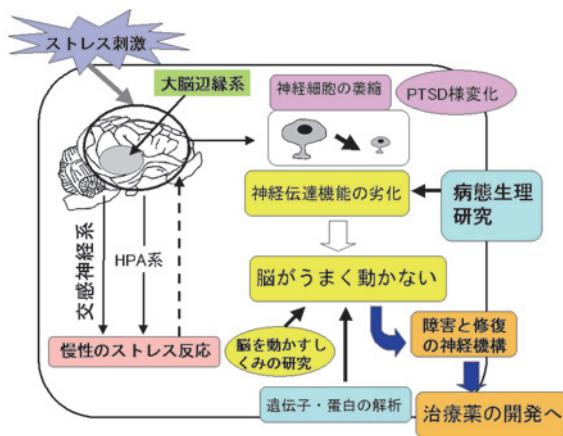 ストレス刺激
大脳辺縁系
神経細胞の萎縮
PTSD様変化
神経伝達機能の劣化
病態生理
研究
交感神経系
HPA系
脳がうまく動かない
慢性のストレス反応
脳を動かすし
くみの研究
障害と修復
の神経機構
遺伝子・蛋白の解析
治療薬の開発へ